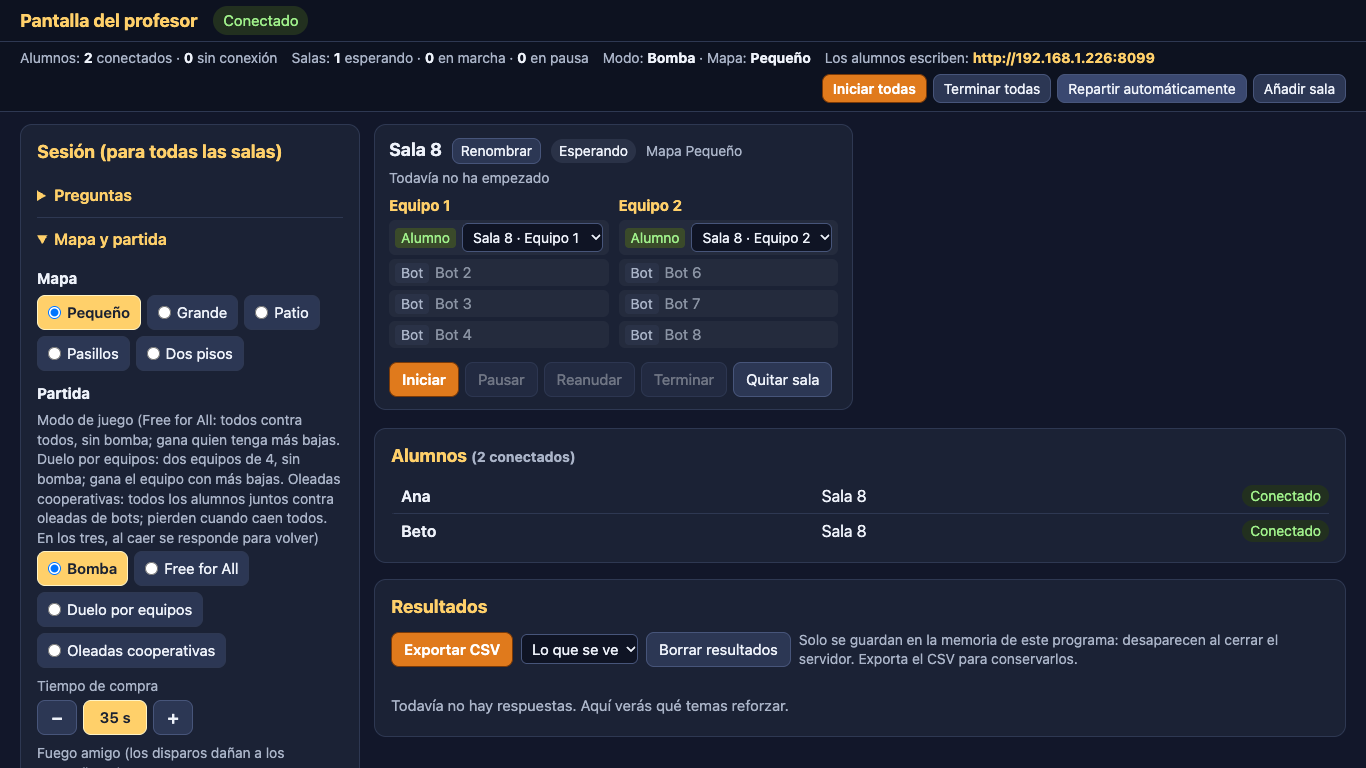 Pantalla del profesor Conectado
Alumnos: 2 conectados · 0 sin conexión Salas: 1 esperando · 0 en marcha · 0 en pausa Modo: Bomba · Mapa: Pequeño Los alumnos escriben: http://192.168.1.226:8099
Iniciar todas Terminar todas Repartir automáticamente Añadir sala
Sesión (para todas las salas)
Preguntas
Mapa y partida
Mapa
Pequeño Grande Patio
Pasillos Dos pisos
Partida
Modo de juego (Free for All: todos contra
todos, sin bomba; gana quien tenga más bajas.
Duelo por equipos: dos equipos de 4, sin
bomba; gana el equipo con más bajas. Oleadas
cooperativas: todos los alumnos juntos contra
oleadas de bots; pierden cuando caen todos.
En los tres, al caer se responde para volver)
Bomba Free for All
Duelo por equipos
Oleadas cooperativas
Tiempo de compra
− 35 s +
Fuego amigo (los disparos dañan a los
Sala 8 Renombrar Esperando Mapa Pequeño
Todavía no ha empezado
Equipo 1 Equipo 2
Alumno Sala 8 · Equipo 1 Alumno Sala 8 · Equipo 2
Bot Bot 2 Bot Bot 6
Bot Bot 3 Bot Bot 7
Bot Bot 4 Bot Bot 8
Iniciar Pausar Reanudar Terminar Quitar sala
Alumnos (2 conectados)
Ana Sala 8 Conectado
Beto Sala 8 Conectado
Resultados
Exportar CSV Lo que se ve Borrar resultados Solo se guardan en la memoria de este programa: desaparecen al cerrar el
servidor. Exporta el CSV para conservarlos.
Todavía no hay respuestas. Aquí verás qué temas reforzar.